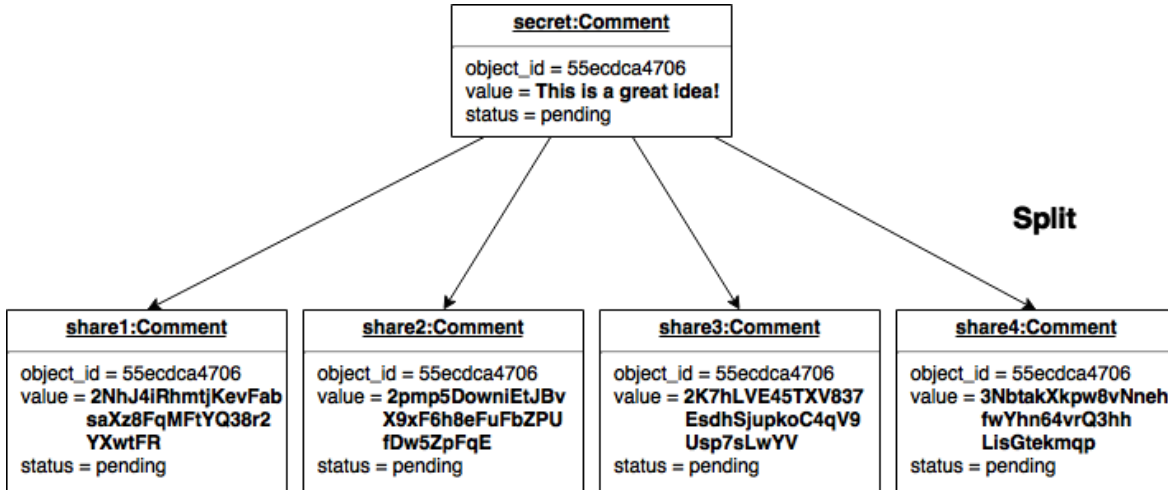 secret:Comment
object_id = 55ecdca4706
value = This is a great idea!
status = pending
Split
share1:Comment
object_id = 55ecdca4706
value = 2NhJ4iRhmtjKevFab
saXz8FqMFtYQ38r2
YXwtFR
status = pending
share2:Comment
object_id = 55ecdca4706
value = 2pmp5DowniEtJBv
X9xF6h8eFuFbZPU
fDw5ZpFqE
status = pending
share3:Comment
object_id = 55ecdca4706
value = 2K7hLVE45TXV837
EsdhSjupkoC4qV9
Usp7sLwYV
status = pending
share4:Comment
object_id = 55ecdca4706
value = 3NbtakXkpw8vNneh
fwYhn64vrQ3hh
LisGtekmqp
status = pending